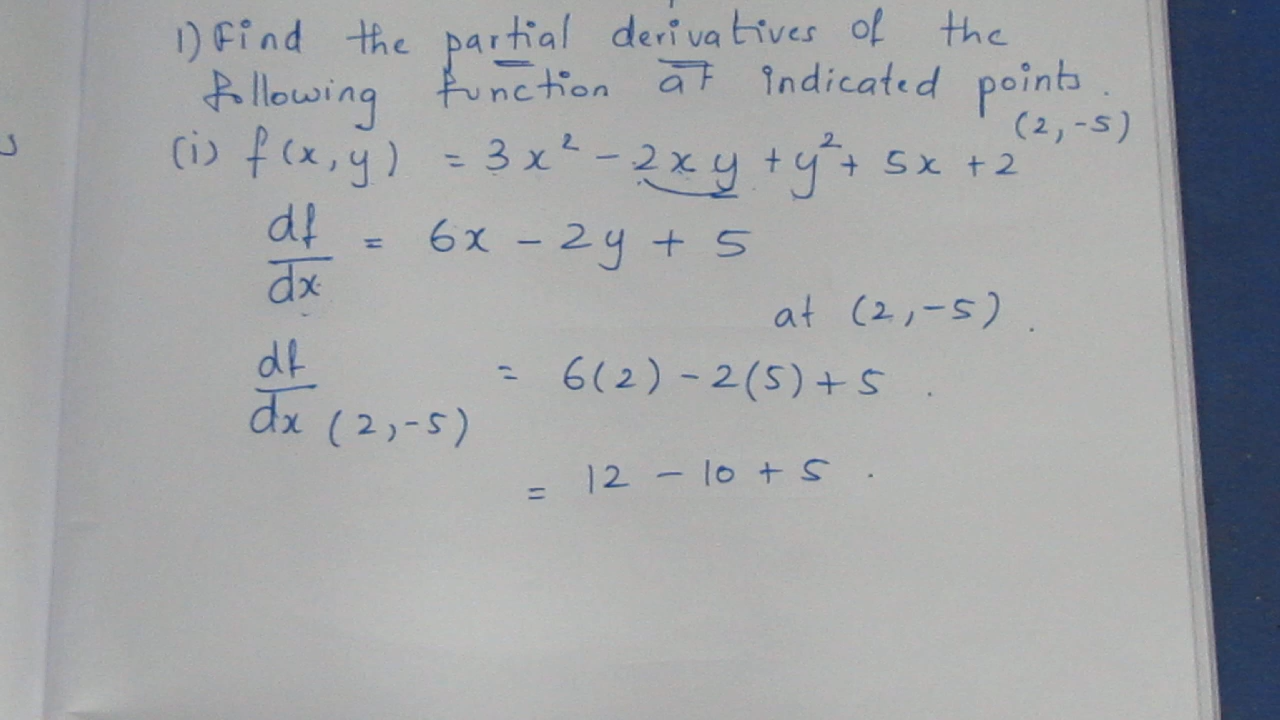 1) Find the partial derivatives of the
following function at indicated points.
(2,-5)
(i) f(x,y) = 3x² - 2xy + y² + 5x + 2
df/dx = 6x - 2y + 5
at (2,-5).
df/dx (2,-5) = 6(2) - 2(5) + 5.
= 12 - 10 + 5.